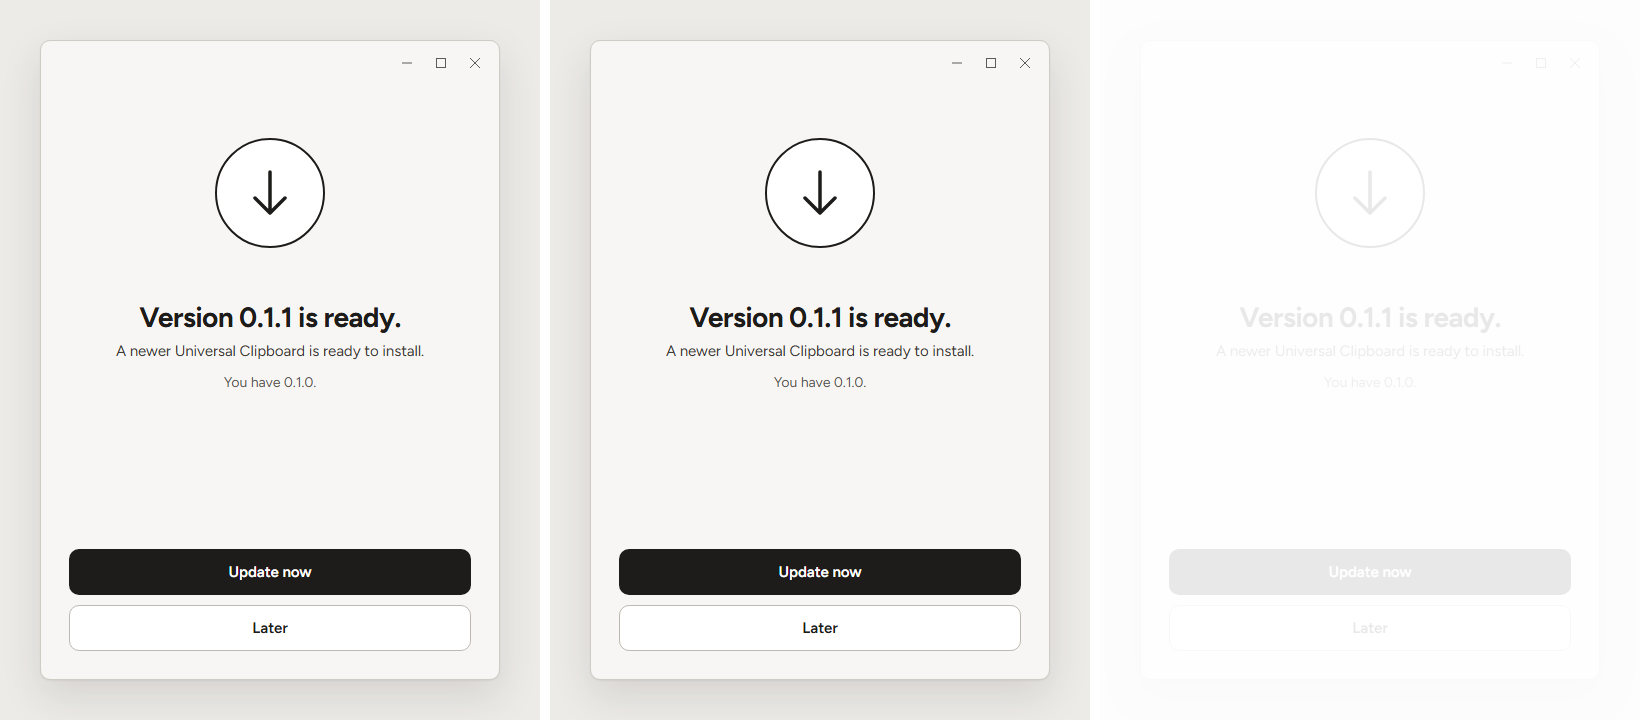 Version 0.1.1 is ready.
A newer Universal Clipboard is ready to install.
You have 0.1.0.
Update now
Later
Version 0.1.1 is ready.
A newer Universal Clipboard is ready to install.
You have 0.1.0.
Update now
Later
Version 0.1.1 is ready.
A newer Universal Clipboard is ready to install.
You have 0.1.0.
Update now
Later